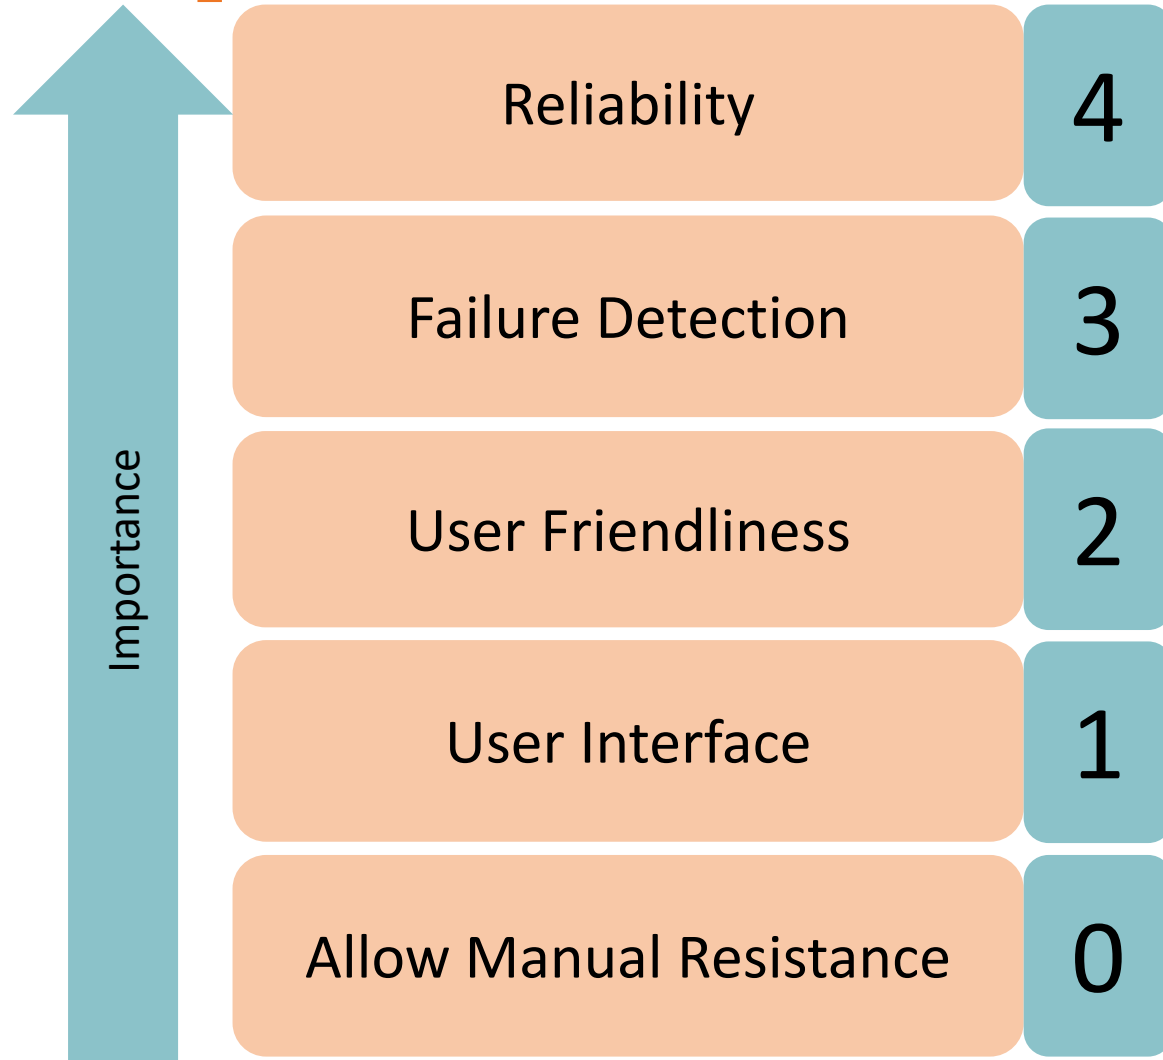 Reliability
4
Failure Detection
3
User Friendliness
2
Importance
User Interface
1
Allow Manual Resistance
0